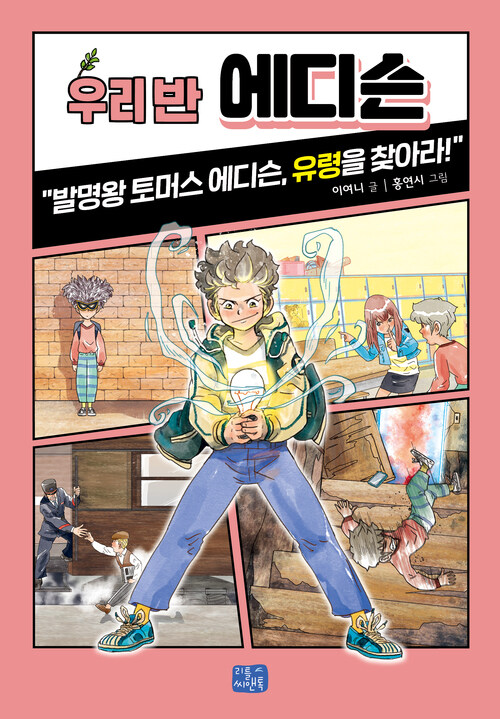 우리 반 에디슨
"발명왕 토머스 에디슨, 유령을 찾아라!"
이여니 글 | 홍연시 그림
리틀
씨앤톡